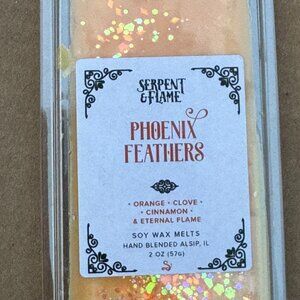 SERPENT
& FLAME
PHOENIX
FEATHERS
• ORANGE • CLOVE •
• CINNAMON •
& ETERNAL FLAME
SOY WAX MELTS
HAND BLENDED ALSIP, IL
2 OZ (57G)